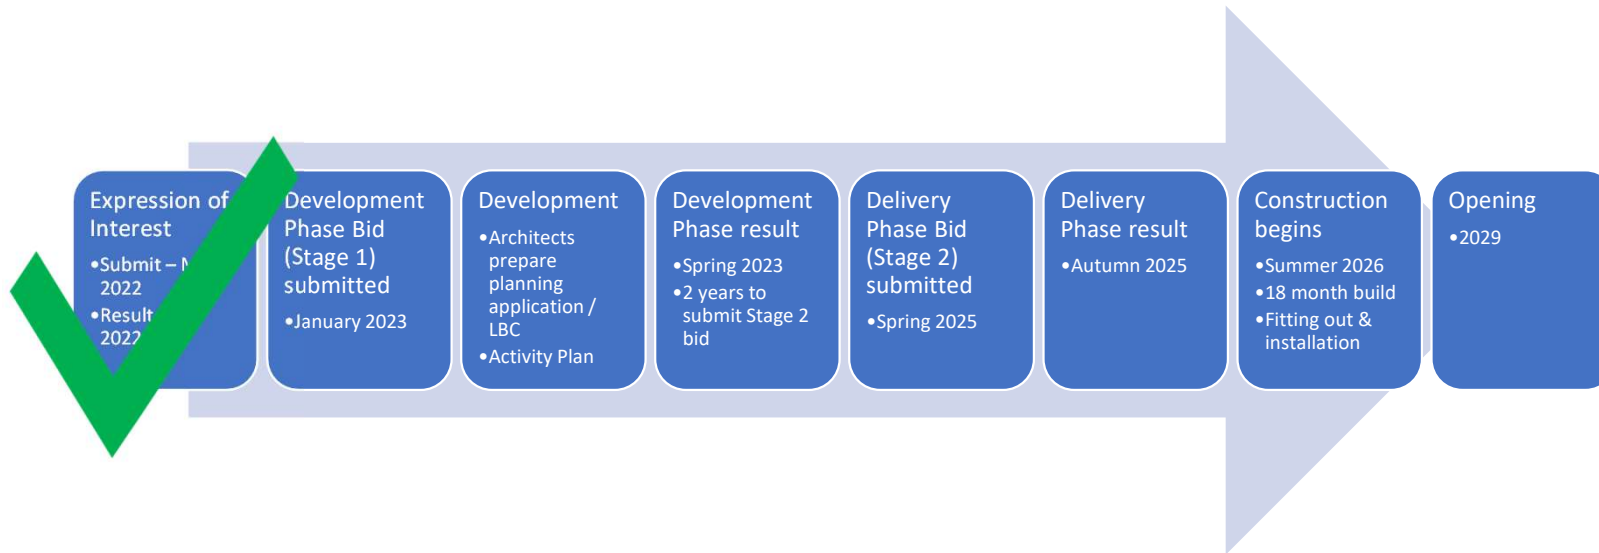 Expression of
Interest
•Submit –
2022
•Result
2022
Development
Phase Bid
(Stage 1)
submitted
•January 2023
Development
•Architects
prepare
planning
application /
LBC
•Activity Plan
Development
Phase result
•Spring 2023
•2 years to
submit Stage 2
bid
Delivery
Phase Bid
(Stage 2)
submitted
•Spring 2025
Delivery
Phase result
•Autumn 2025
Construction
begins
•Summer 2026
•18 month build
•Fitting out &
installation
Opening
•2029